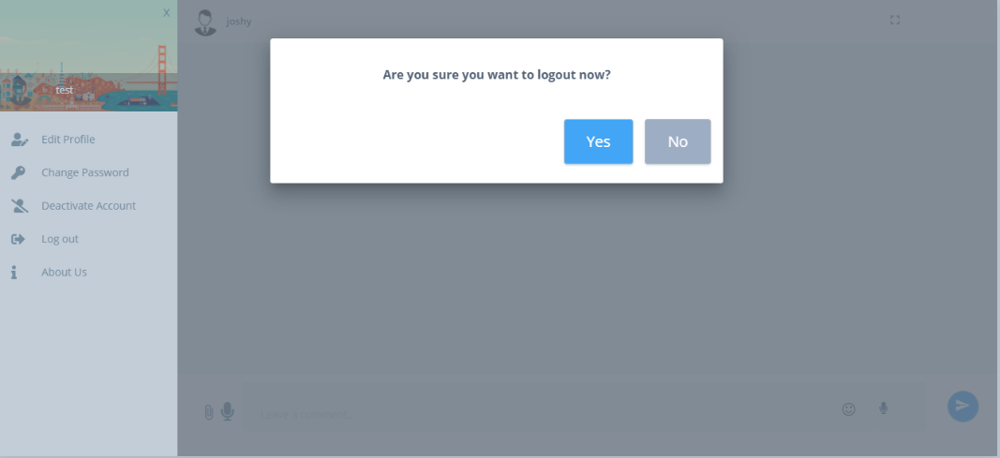 X
test
Edit Profile
Change Password
Deactivate Account
Log out
About Us
joshy
Are you sure you want to logout now?
Yes
No
Leave a comment...